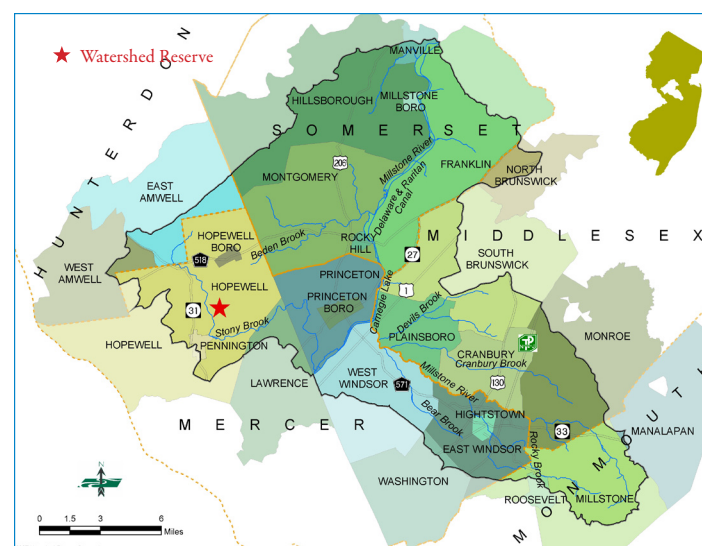 Watershed Reserve
HUNTERDON
SOMERSET
MIDDLESEX
MERCER
MONMOUTH
MANVILLE
HILLSBOROUGH
MILLSTONE
BORO
206
MONTGOMERY
Millstone River
FRANKLIN
Delaware & Raritan
Canal
NORTH
BRUNSWICK
EAST
AMWELL
HOPEWELL
BORO
Beden Brook
ROCKY
HILL
518
27
SOUTH
BRUNSWICK
WEST
AMWELL
HOPEWELL
PRINCETON
PRINCETON
BORO
Carnegie Lake
1
Devils Brook
31
Stony Brook
PLAINSBORO
MONROE
HOPEWELL
PENNINGTON
CRANBURY
Cranbury Brook
TP
LAWRENCE
WEST
WINDSOR
571
Millstone River
130
Bear Brook
HIGHTSTOWN
33
MANALAPAN
EAST WINDSOR
Rocky Brook
WASHINGTON
ROOSEVELT
MILLSTONE
N
0 1.5 3 6
Miles